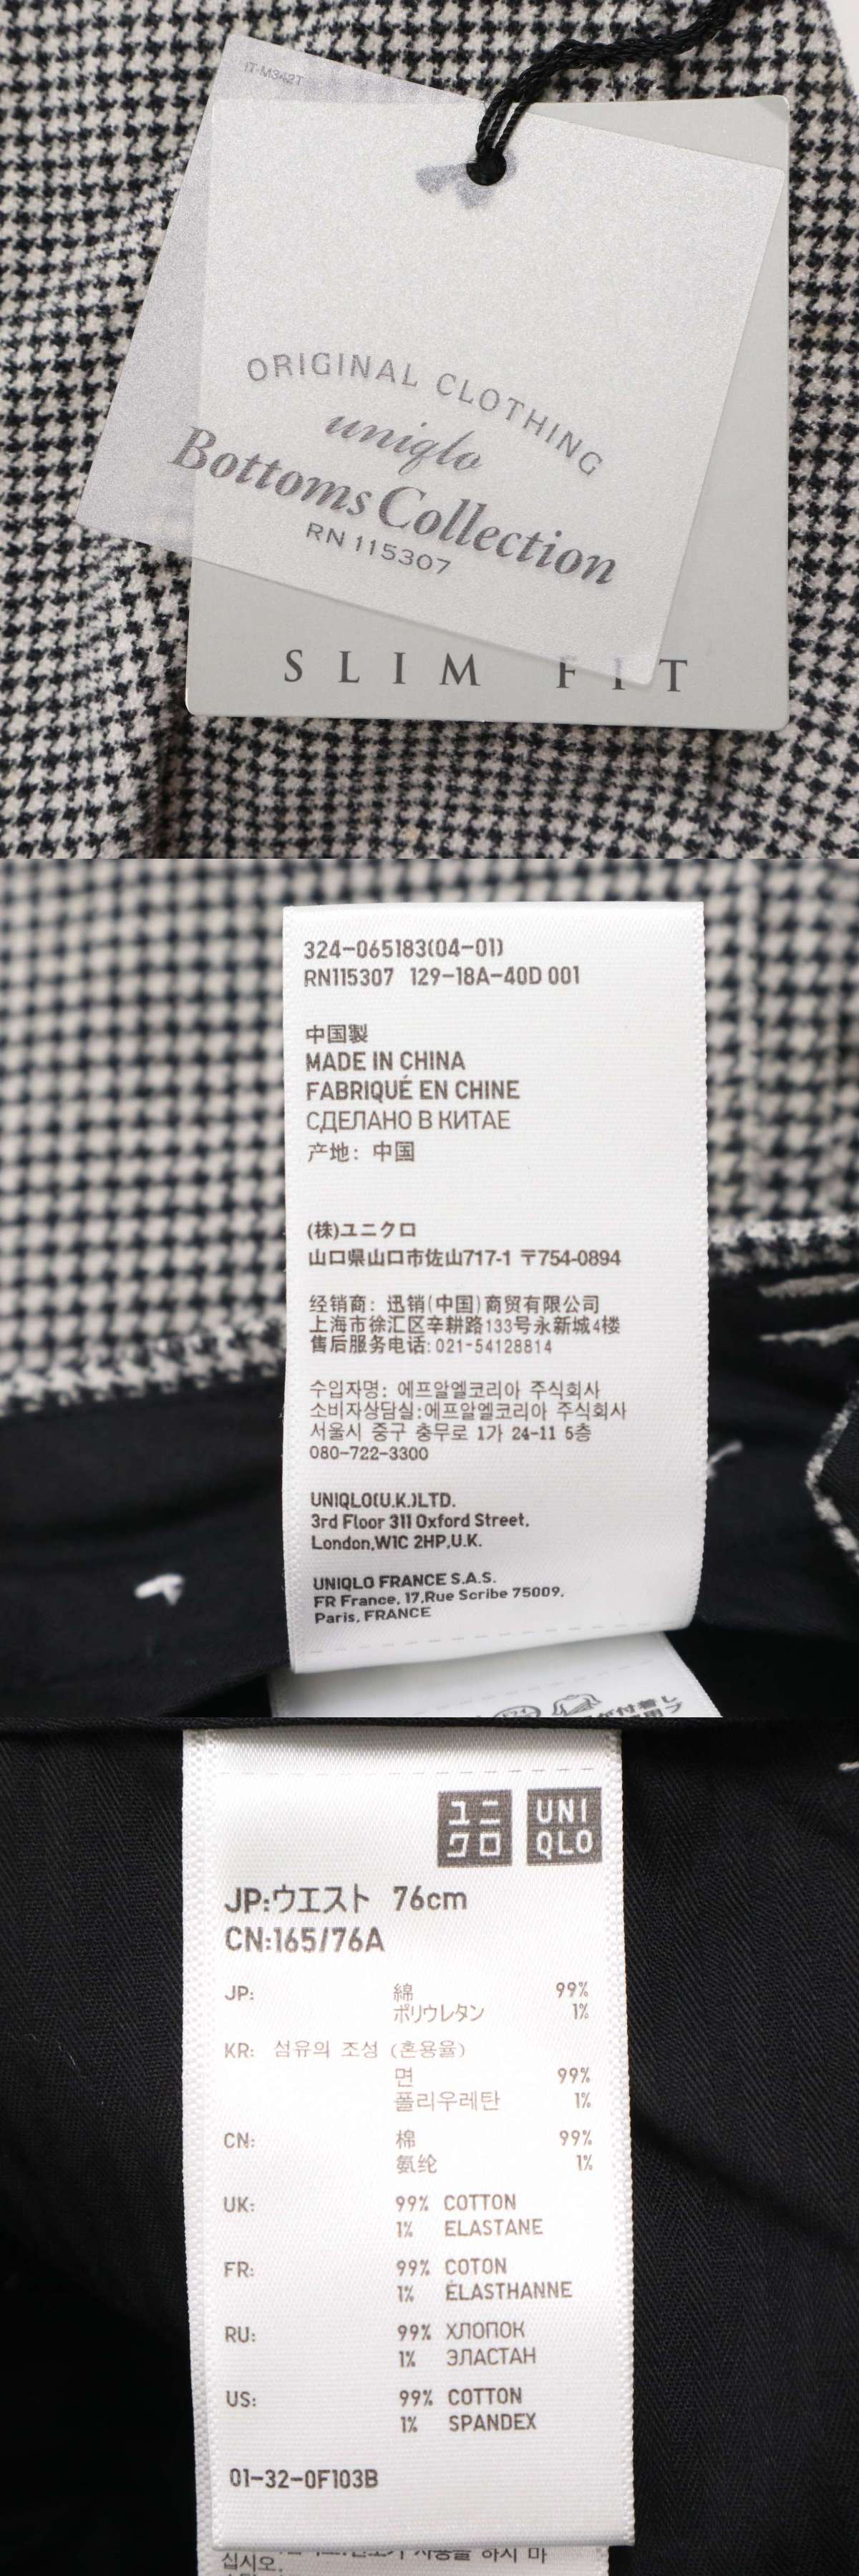 IT-M342T
ORIGINAL CLOTHING
uniqlo
Bottoms Collection
RN 115307
SLIM FIT
324-065183(04-01)
RN115307 129-18A-40D 001
中国製
MADE IN CHINA
FABRIQUÉ EN CHINE
СДЕЛАНО В КИТАЕ
产地: 中国
(株)ユニクロ
山口県山口市佐山717-1 〒754-0894
经销商: 迅销(中国)商贸有限公司
上海市徐汇区辛耕路133号永新城4楼
售后服务电话: 021-54128814
수입자명: 에프알엘코리아 주식회사
소비자상담실:에프알엘코리아 주식회사
서울시 중구 충무로 1가 24-11 5층
080-722-3300
UNIQLO(U.K.)LTD.
3rd Floor 311 Oxford Street,
London,W1C 2HP,U.K.
UNIQLO FRANCE S.A.S.
FR France, 17,Rue Scribe 75009,
Paris, FRANCE
ユニ
クロ
UNI
QLO
JP:ウエスト 76cm
CN:165/76A
JP: 綿 99%
ポリウレタン 1%
KR: 섬유의 조성 (혼용율)
면 99%
폴리우레탄 1%
CN: 棉 99%
氨纶 1%
UK: 99% COTTON
1% ELASTANE
FR: 99% COTON
1% ÉLASTHANNE
RU: 99% ХЛОПОК
1% ЭЛАСТАН
US: 99% COTTON
1% SPANDEX
01-32-0F103B
하지 마
십시오.